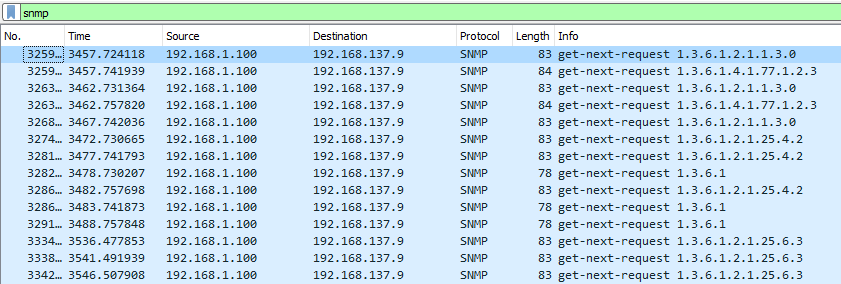 snmp
No. Time Source Destination Protocol Length Info
3259… 3457.724118 192.168.1.100 192.168.137.9 SNMP 83 get-next-request 1.3.6.1.2.1.1.3.0
3259… 3457.741939 192.168.1.100 192.168.137.9 SNMP 84 get-next-request 1.3.6.1.4.1.77.1.2.3
3263… 3462.731364 192.168.1.100 192.168.137.9 SNMP 83 get-next-request 1.3.6.1.2.1.1.3.0
3263… 3462.757820 192.168.1.100 192.168.137.9 SNMP 84 get-next-request 1.3.6.1.4.1.77.1.2.3
3268… 3467.742036 192.168.1.100 192.168.137.9 SNMP 83 get-next-request 1.3.6.1.2.1.1.3.0
3274… 3472.730665 192.168.1.100 192.168.137.9 SNMP 83 get-next-request 1.3.6.1.2.1.25.4.2
3281… 3477.741793 192.168.1.100 192.168.137.9 SNMP 83 get-next-request 1.3.6.1.2.1.25.4.2
3282… 3478.730207 192.168.1.100 192.168.137.9 SNMP 78 get-next-request 1.3.6.1
3286… 3482.757698 192.168.1.100 192.168.137.9 SNMP 83 get-next-request 1.3.6.1.2.1.25.4.2
3286… 3483.741873 192.168.1.100 192.168.137.9 SNMP 78 get-next-request 1.3.6.1
3291… 3488.757848 192.168.1.100 192.168.137.9 SNMP 78 get-next-request 1.3.6.1
3334… 3536.477853 192.168.1.100 192.168.137.9 SNMP 83 get-next-request 1.3.6.1.2.1.25.6.3
3338… 3541.491939 192.168.1.100 192.168.137.9 SNMP 83 get-next-request 1.3.6.1.2.1.25.6.3
3342… 3546.507908 192.168.1.100 192.168.137.9 SNMP 83 get-next-request 1.3.6.1.2.1.25.6.3